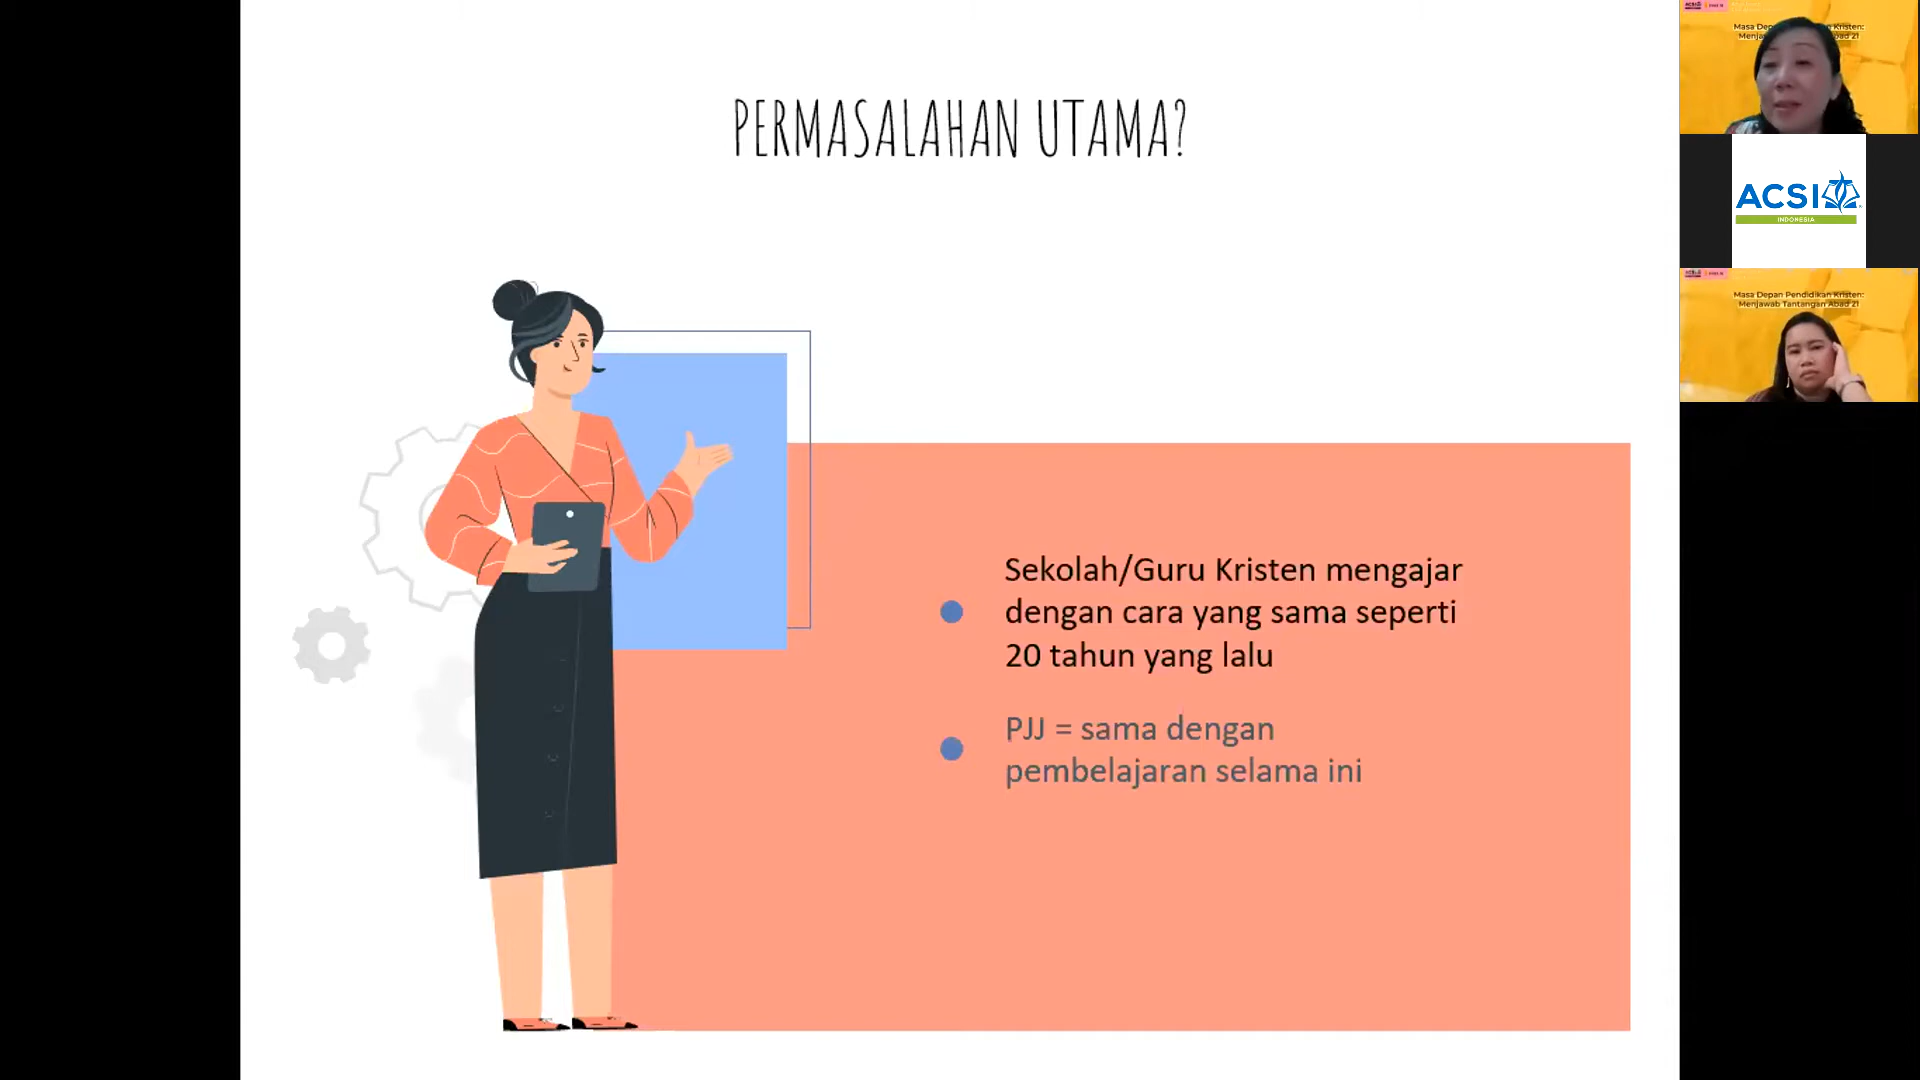 PERMASALAHAN UTAMA?
Sekolah/Guru Kristen mengajar
dengan cara yang sama seperti
20 tahun yang lalu
PJJ = sama dengan
pembelajaran selama ini
ACSI
INDONESIA
Masa Depan Pendidikan Kristen:
Menjawab Tantangan Abad 21